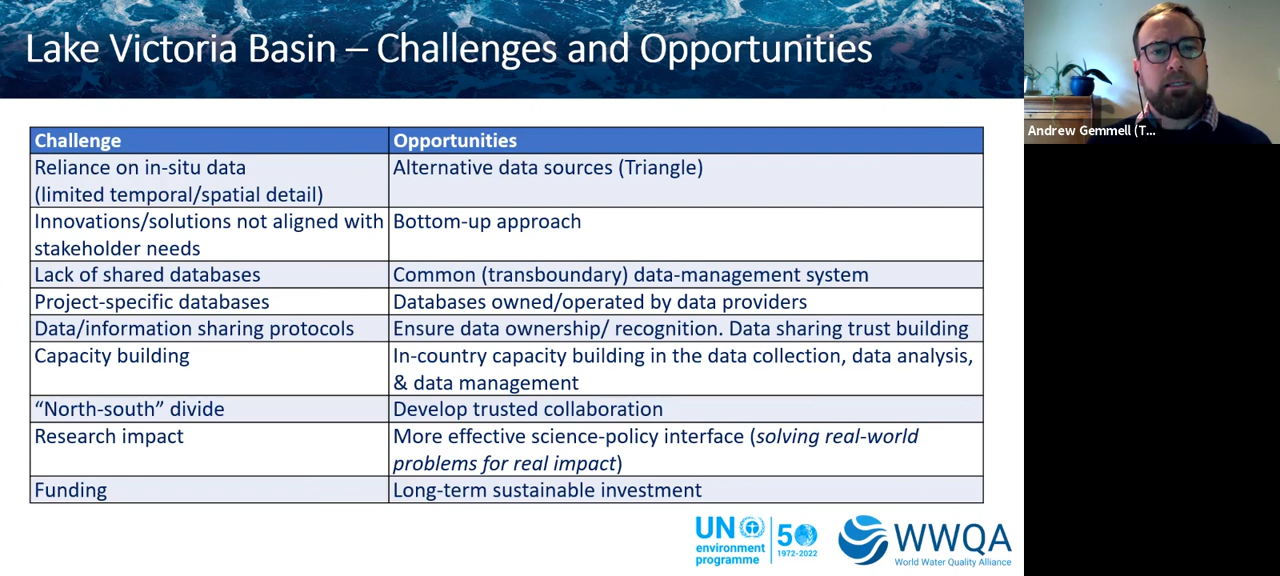 Lake Victoria Basin – Challenges and Opportunities
Andrew Gemmell (T...
Challenge
Opportunities
Reliance on in-situ data
(limited temporal/spatial detail)
Alternative data sources (Triangle)
Innovations/solutions not aligned with
stakeholder needs
Bottom-up approach
Lack of shared databases
Common (transboundary) data-management system
Project-specific databases
Databases owned/operated by data providers
Data/information sharing protocols
Ensure data ownership/ recognition. Data sharing trust building
Capacity building
In-country capacity building in the data collection, data analysis,
& data management
“North-south” divide
Develop trusted collaboration
Research impact
More effective science-policy interface (solving real-world
problems for real impact)
Funding
Long-term sustainable investment
UN
environment
programme
50
1972-2022
WWQA
World Water Quality Alliance